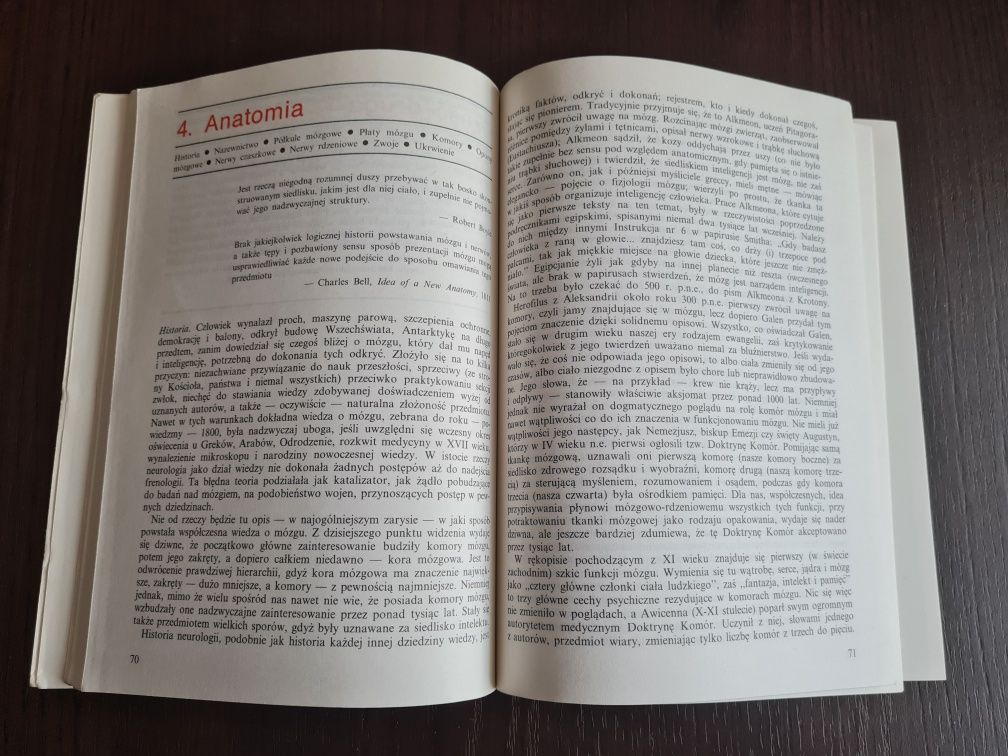 4. Anatomia
Historia ● Nazewnictwo ● Półkule mózgowe ● Płaty mózgu ● Komory ● Opony
mózgowe ● Nerwy czaszkowe ● Nerwy rdzeniowe ● Zwoje ● Ukrwienie
Jest rzeczą niegodną rozumnej duszy przebywać w tak bosko skon-
struowanym siedlisku, jakim jest dla niej ciało, i zupełnie nie
wać jego nadzwyczajnej struktury.
— Robert
Brak jakiejkolwiek logicznej historii powstawania mózgu i nerwów,
a także tępy i pozbawiony sensu sposób prezentacji mózgu
usprawiedliwiać każde nowe podejście do sposobu omawiania tego
przedmiotu
— Charles Bell, Idea of a New Anatomy,
Historia. Człowiek wynalazł proch, maszynę parową, szczepienia ochronne,
demokrację i balony, odkrył budowę Wszechświata, Antarktykę na długo
przedtem, zanim dowiedział się czegoś bliżej o mózgu, który dał mu napęd
i inteligencję, potrzebną do dokonania tych odkryć. Złożyło się na to kilka
przyczyn: niezachwiane przywiązanie do nauk przeszłości, sprzeciwy (ze stro-
ny Kościoła, państwa i niemal wszystkich) przeciwko praktykowaniu sekcji
zwłok, niechęć do stawiania wiedzy zdobywanej doświadczeniem wyżej od
uznanych autorów, a także — oczywiście — naturalna złożoność przedmiotu.
Nawet w tych warunkach dokładna wiedza o mózgu, zebrana do roku — po-
wiedzmy — 1800, była nadzwyczaj uboga, jeśli uwzględni się wczesny okres
oświecenia u Greków, Arabów, Odrodzenie, rozkwit medycyny w XVII wieku,
wynalezienie mikroskopu i narodziny nowoczesnej wiedzy. W istocie rzeczy
neurologia jako dział wiedzy nie dokonała żadnych postępów aż do nadejścia
frenologii. Ta błędna teoria podziałała jak katalizator, jak żądło pobudzające
do badań nad mózgiem, na podobieństwo wojen, przynoszących postęp w pew-
nych dziedzinach.
Nie od rzeczy będzie tu opis — w najogólniejszym zarysie — w jaki sposób
powstała współczesna wiedza o mózgu. Z dzisiejszego punktu widzenia wydaje
się dziwne, że początkowo główne zainteresowanie budziły komory mózgu,
potem jego zakręty, a dopiero całkiem niedawno — kora mózgowa. Jest to
odwrócenie prawdziwej hierarchii, gdyż kora mózgowa ma znaczenie najwięk-
sze, zakręty — dużo mniejsze, a komory — z pewnością najmniejsze. Niemniej
jednak, mimo że wielu spośród nas nawet nie wie, że posiada komory mózgu,
wzbudzały one nadzwyczajne zainteresowanie przez ponad tysiąc lat. Stały się
także przedmiotem wielkich sporów, gdyż były uznawane za siedlisko intelektu.
Historia neurologii, podobnie jak historia każdej innej dziedziny wiedzy, jest
70
kroniką faktów, odkryć i dokonań; rejestrem, kto i kiedy dokonał czegoś,
stając się pionierem. Tradycyjnie przyjmuje się, że to Alkmeon, uczeń Pitagora-
sa, pierwszy zwrócił uwagę na mózg. Rozcinając mózgi zwierząt, zaobserwował
różnice pomiędzy żyłami i tętnicami, opisał nerwy wzrokowe i trąbkę słuchową
(Eustachiusza); Alkmeon sądził, że kozy oddychają przez uszy (co nie było
takie zupełnie bez sensu pod względem anatomicznym, gdy pamięta się o istnie-
niu trąbki słuchowej) i twierdził, że siedliskiem inteligencji jest mózg, nie zaś
serce. Zarówno on, jak i późniejsi myśliciele greccy, mieli mętne — mówiąc
elegancko — pojęcie o fizjologii mózgu, wierzyli po prostu, że tkanka ta
w jakiś sposób organizuje inteligencję człowieka. Prace Alkmeona, które cytuje
się jako pierwsze teksty na ten temat, były w rzeczywistości poprzedzone
podręcznikami egipskimi, spisanymi niemal dwa tysiące lat wcześniej. Należy
do nich między innymi Instrukcja nr 6 w papirusie Smitha: „Gdy badasz
człowieka z raną w głowie... znajdziesz tam coś, co drży (i) trzepoce pod
palcami, tak jak miękkie miejsce na głowie dziecka, które jeszcze nie zmęż-
niało.” Egipcjanie żyli jak gdyby na innej planecie niż reszta ówczesnego
świata, ale brak w papirusach stwierdzeń, że mózg jest narządem inteligencji.
Na to trzeba było czekać do 500 r. p.n.e., do pism Alkmeona z Krotony.
Herofilus z Aleksandrii około roku 300 p.n.e. pierwszy zwrócił uwagę na
komory, czyli jamy znajdujące się w mózgu, lecz dopiero Galen przydał tym
pojęciom znaczenie dzięki solidnemu opisowi. Wszystko, co oświadczał Galen,
stało się w drugim wieku naszej ery rodzajem ewangelii, zaś krytykowanie
któregokolwiek z jego twierdzeń uważano niemal za bluźnierstwo. Jeśli wyda-
wało się, że coś nie odpowiada jego opisowi, to albo ciała zmieniły się od jego
czasów, albo ciało niezgodne z opisem było chore lub nieprawidłowo zbudowa-
ne. Jego słowa, że — na przykład — krew nie krąży, lecz ma przypływy
i odpływy — stanowiły właściwie aksjomat przez ponad 1000 lat. Niemniej
jednak nie wyrażał on dogmatycznego poglądu na rolę komór mózgu i miał
nawet wątpliwości co do ich znaczenia w funkcjonowaniu mózgu. Nie mieli już
wątpliwości jego następcy, jak Nemezjusz, biskup Emezji czy święty Augustyn,
którzy w IV wieku n.e. pierwsi ogłosili tzw. Doktrynę Komór. Pomijając samą
tkankę mózgową, uznawali oni pierwszą komorę (nasze komory boczne) za
siedlisko zdrowego rozsądku i wyobraźni, komorę drugą (naszą komorę trze-
cią) za sterującą myśleniem, rozumowaniem i osądem, podczas gdy komora
trzecia (nasza czwarta) była ośrodkiem pamięci. Dla nas, współczesnych, idea
przypisywania płynowi mózgowo-rdzeniowemu wszystkich tych funkcji, przy
potraktowaniu tkanki mózgowej jako rodzaju opakowania, wydaje się nader
dziwna, ale jeszcze bardziej zdumiewa, że tę Doktrynę Komór akceptowano
przez tysiąc lat.
W rękopisie pochodzącym z XI wieku znajduje się pierwszy (w świecie
zachodnim) szkic funkcji mózgu. Wymienia się tu wątrobę, serce, jądra i mózg
jako „cztery główne członki ciała ludzkiego”, zaś „fantazja, intelekt i pamięć”
to trzy główne cechy psychiczne rezydujące w komorach mózgu. Nic się więc
nie zmieniło w poglądach, a Awicenna (X-XI stulecie) poparł swym ogromnym
autorytetem medycznym Doktrynę Komór. Uczynił z niej, słowami jednego
z autorów, przedmiot wiary, zmieniając tylko liczbę komór z trzech do pięciu.
71